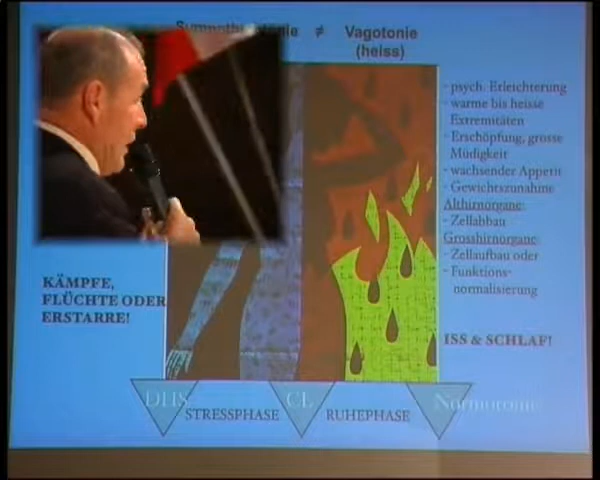 ≠ Vagotonie
(heiss)
- psych. Erleichterung
- warme bis heisse
Extremitäten
- Erschöpfung, grosse
Müdigkeit
- wachsender Appetit
- Gewichtszunahme
Althirnorgane:
- Zellabbau
Grosshirnorgane:
- Zellaufbau oder
- Funktions-
normalisierung
KÄMPFE,
FLÜCHTE ODER
ERSTARRE!
ISS & SCHLAF!
DHS
STRESSPHASE
CL
RUHEPHASE
Normotonie